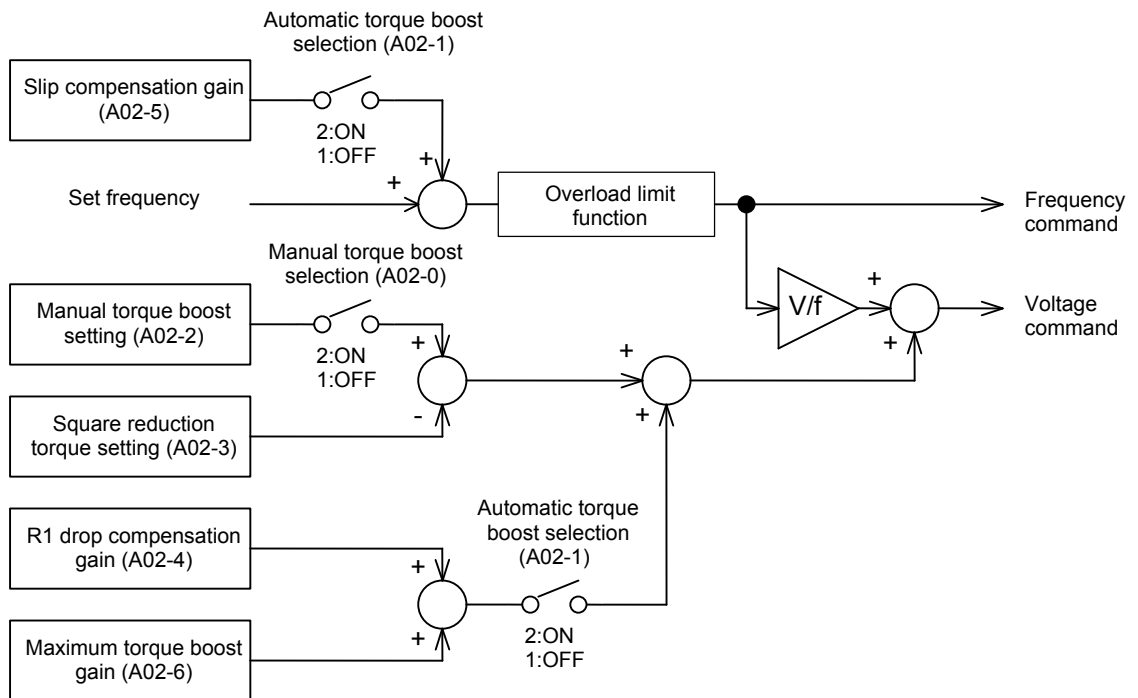 Automatic torque boost
selection (A02-1)
Slip compensation gain
(A02-5)
2:ON
1:OFF
+
+
Set frequency
Overload limit
function
Frequency
command
Manual torque boost
selection (A02-0)
Manual torque boost
setting (A02-2)
2:ON
1:OFF
+
-
V/f
+
+
Voltage
command
+
+
Square reduction
torque setting (A02-3)
Automatic torque
boost selection
(A02-1)
R1 drop compensation
gain (A02-4)
+
+
2:ON
1:OFF
Maximum torque boost
gain (A02-6)